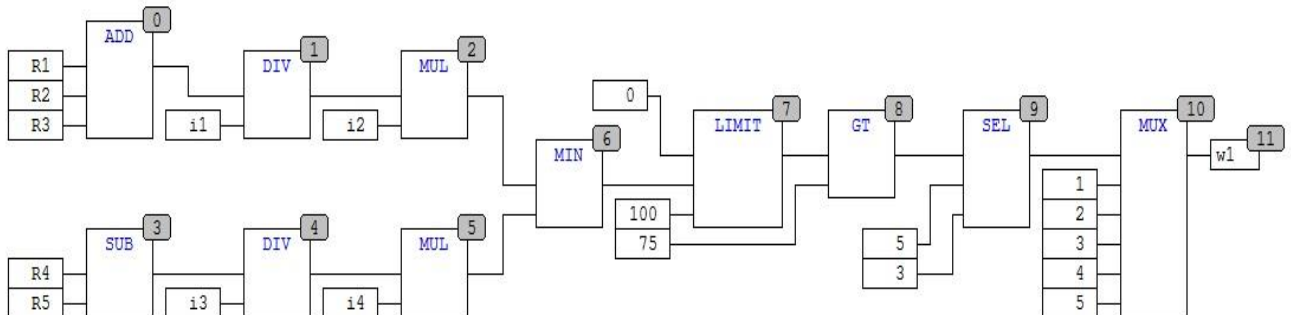 0
ADD
R1
R2
R3
1
DIV
i1
2
MUL
i2
0
6
MIN
7
LIMIT
100
75
8
GT
9
SEL
5
3
10
MUX
1
2
3
4
5
11
w1
3
SUB
R4
R5
4
DIV
i3
5
MUL
i4